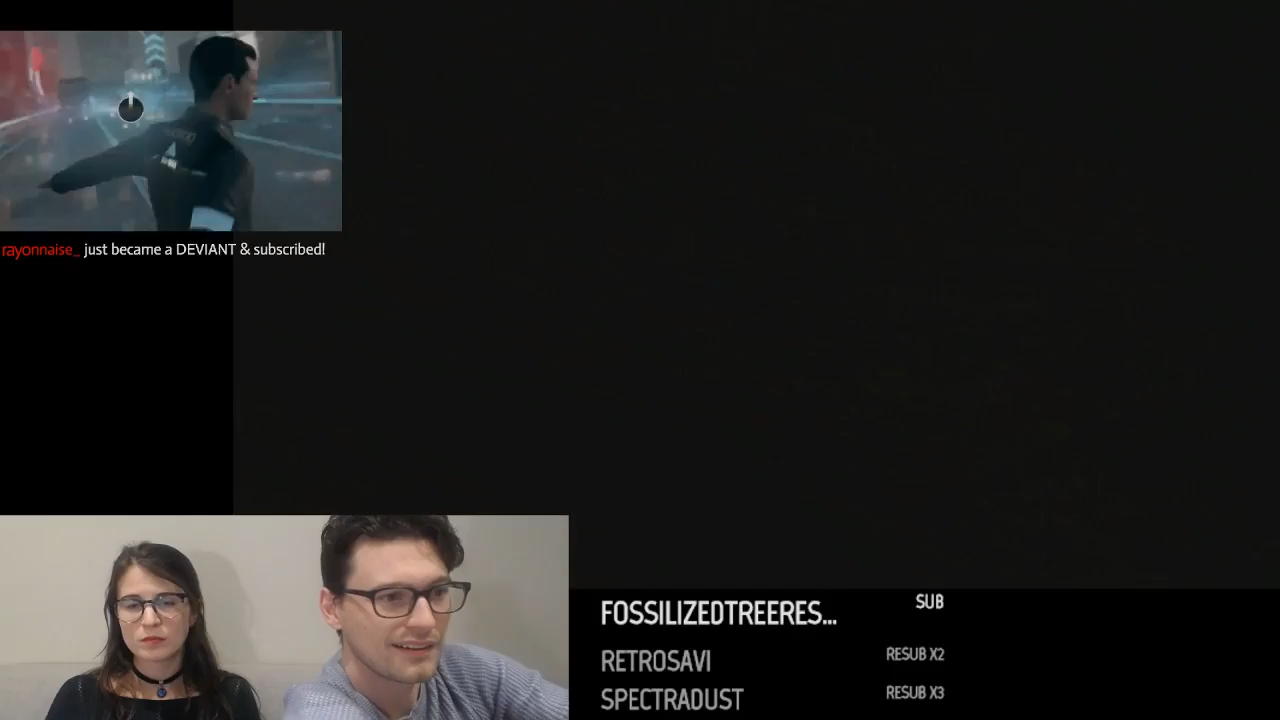 rayonnaise_ just became a DEVIANT & subscribed!
FOSSILIZEDTREERES... SUB
RETROSAVI RESUB X2
SPECTRADUST RESUB X3